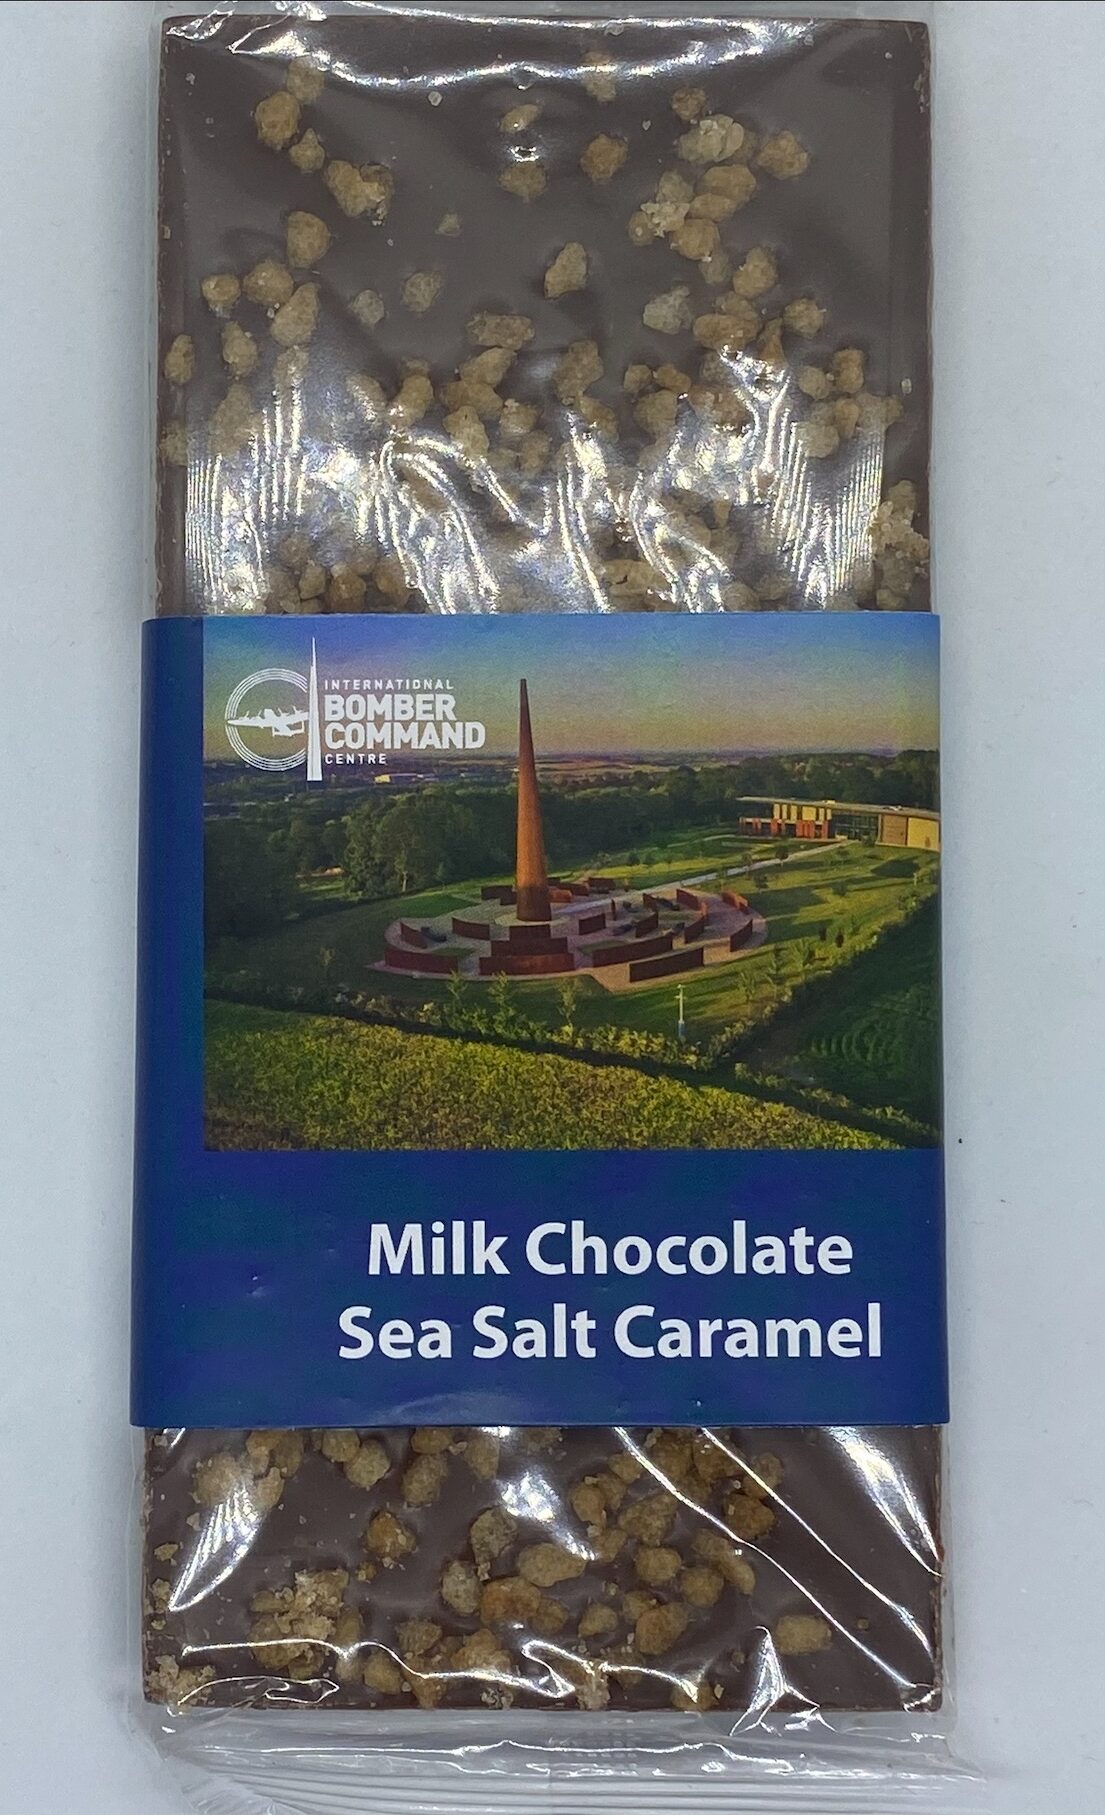 INTERNATIONAL
BOMBER
COMMAND
CENTRE
Milk Chocolate
Sea Salt Caramel